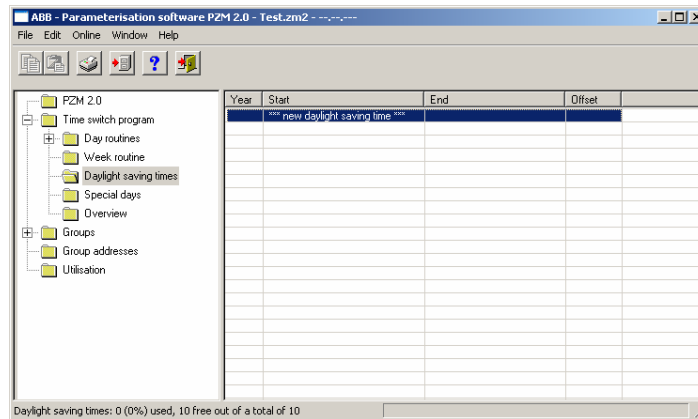 ABB - Parameterisation software PZM 2.0 - Test.zm2 - --.--.----
File Edit Online Window Help
PZM 2.0
Time switch program
Day routines
Week routine
Daylight saving times
Special days
Overview
Groups
Group addresses
Utilisation
Year Start End Offset
*** new daylight saving time ***
Daylight saving times: 0 (0%) used, 10 free out of a total of 10